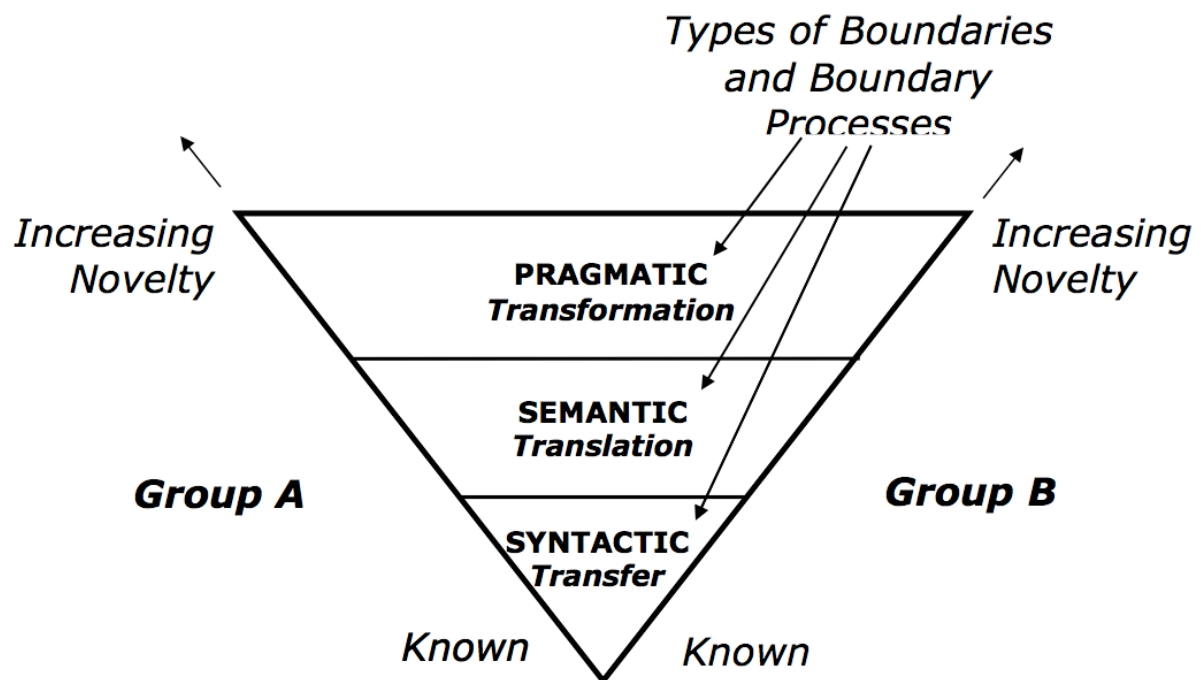 Types of Boundaries
and Boundary
Processes
Increasing
Novelty
Increasing
Novelty
PRAGMATIC
Transformation
SEMANTIC
Translation
Group A
Group B
SYNTACTIC
Transfer
Known
Known